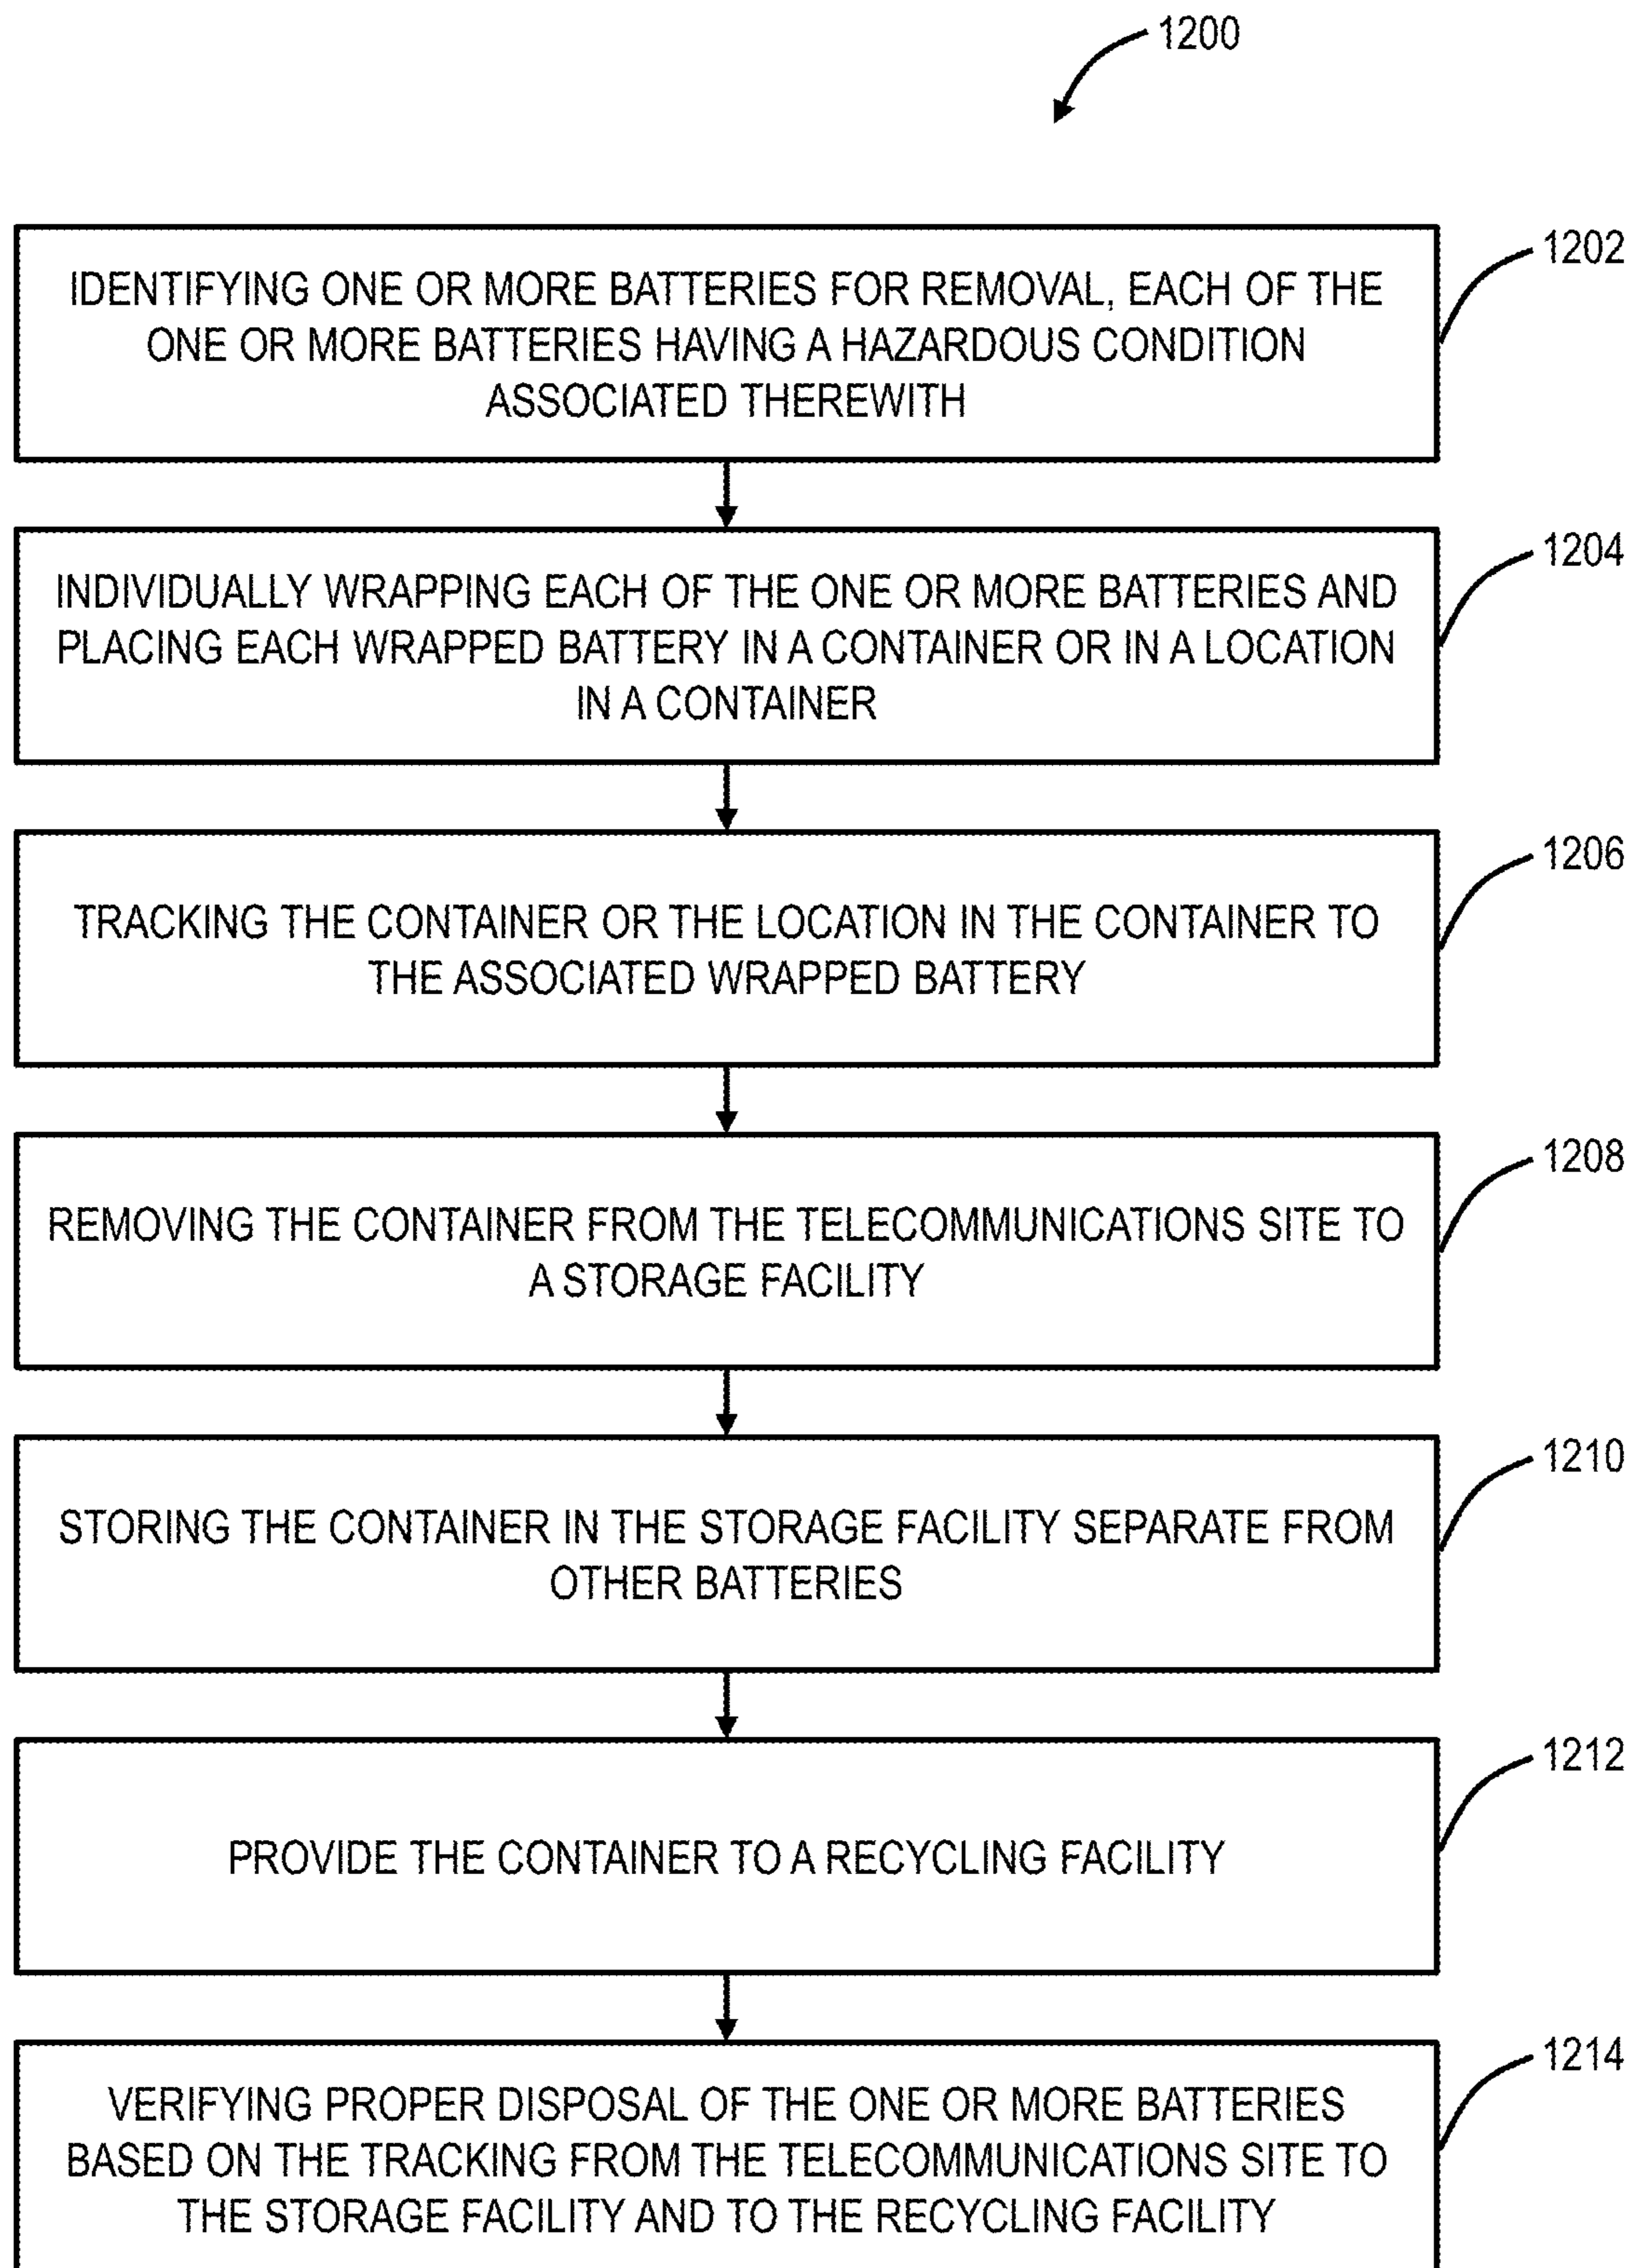 1200
1202
IDENTIFYING ONE OR MORE BATTERIES FOR REMOVAL, EACH OF THE
ONE OR MORE BATTERIES HAVING A HAZARDOUS CONDITION
ASSOCIATED THEREWITH
1204
INDIVIDUALLY WRAPPING EACH OF THE ONE OR MORE BATTERIES AND
PLACING EACH WRAPPED BATTERY IN A CONTAINER OR IN A LOCATION
IN A CONTAINER
1206
TRACKING THE CONTAINER OR THE LOCATION IN THE CONTAINER TO
THE ASSOCIATED WRAPPED BATTERY
1208
REMOVING THE CONTAINER FROM THE TELECOMMUNICATIONS SITE TO
A STORAGE FACILITY
1210
STORING THE CONTAINER IN THE STORAGE FACILITY SEPARATE FROM
OTHER BATTERIES
1212
PROVIDE THE CONTAINER TO A RECYCLING FACILITY
1214
VERIFYING PROPER DISPOSAL OF THE ONE OR MORE BATTERIES
BASED ON THE TRACKING FROM THE TELECOMMUNICATIONS SITE TO
THE STORAGE FACILITY AND TO THE RECYCLING FACILITY